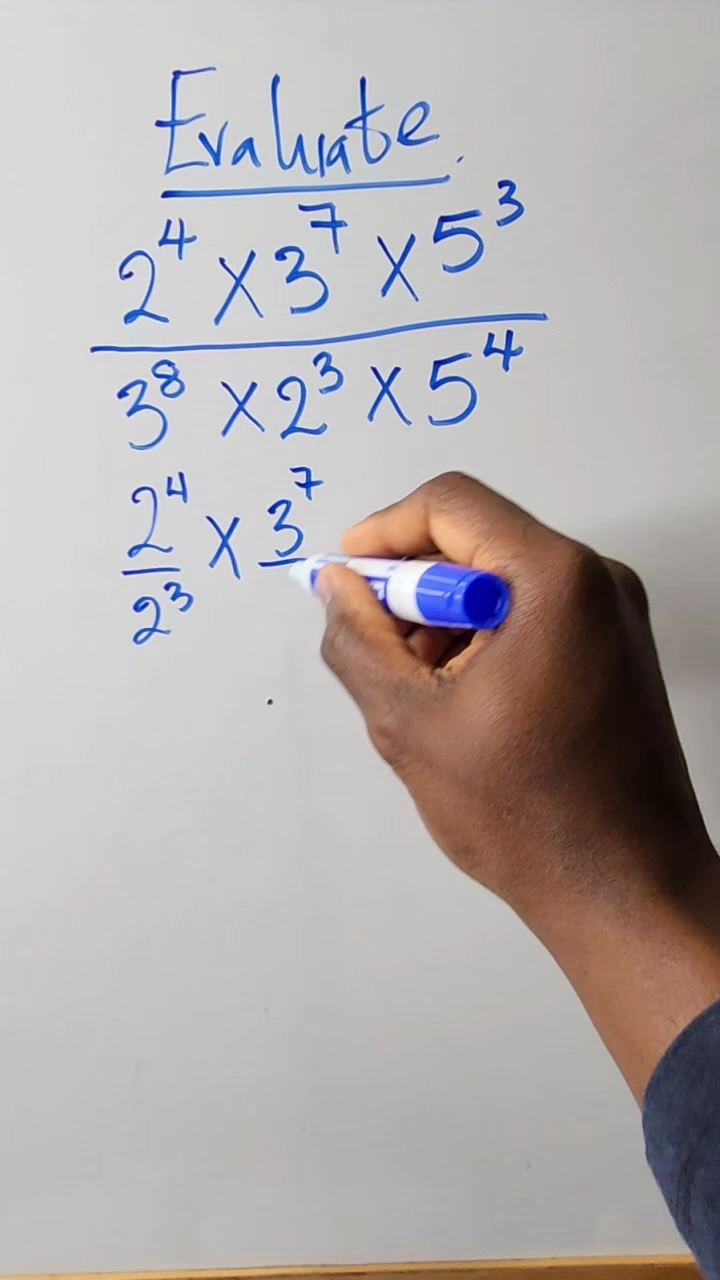 Evaluate.
2⁴ × 3⁷ × 5³
3⁸ × 2³ × 5⁴
2⁴ × 3⁷
2³